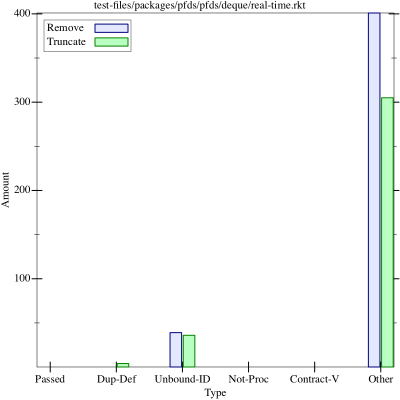 test-files/packages/pfds/pfds/deque/real-time.rkt
Remove
Truncate
400
300
200
100
Amount
Passed Dup-Def Unbound-ID Not-Proc Contract-V Other
Type